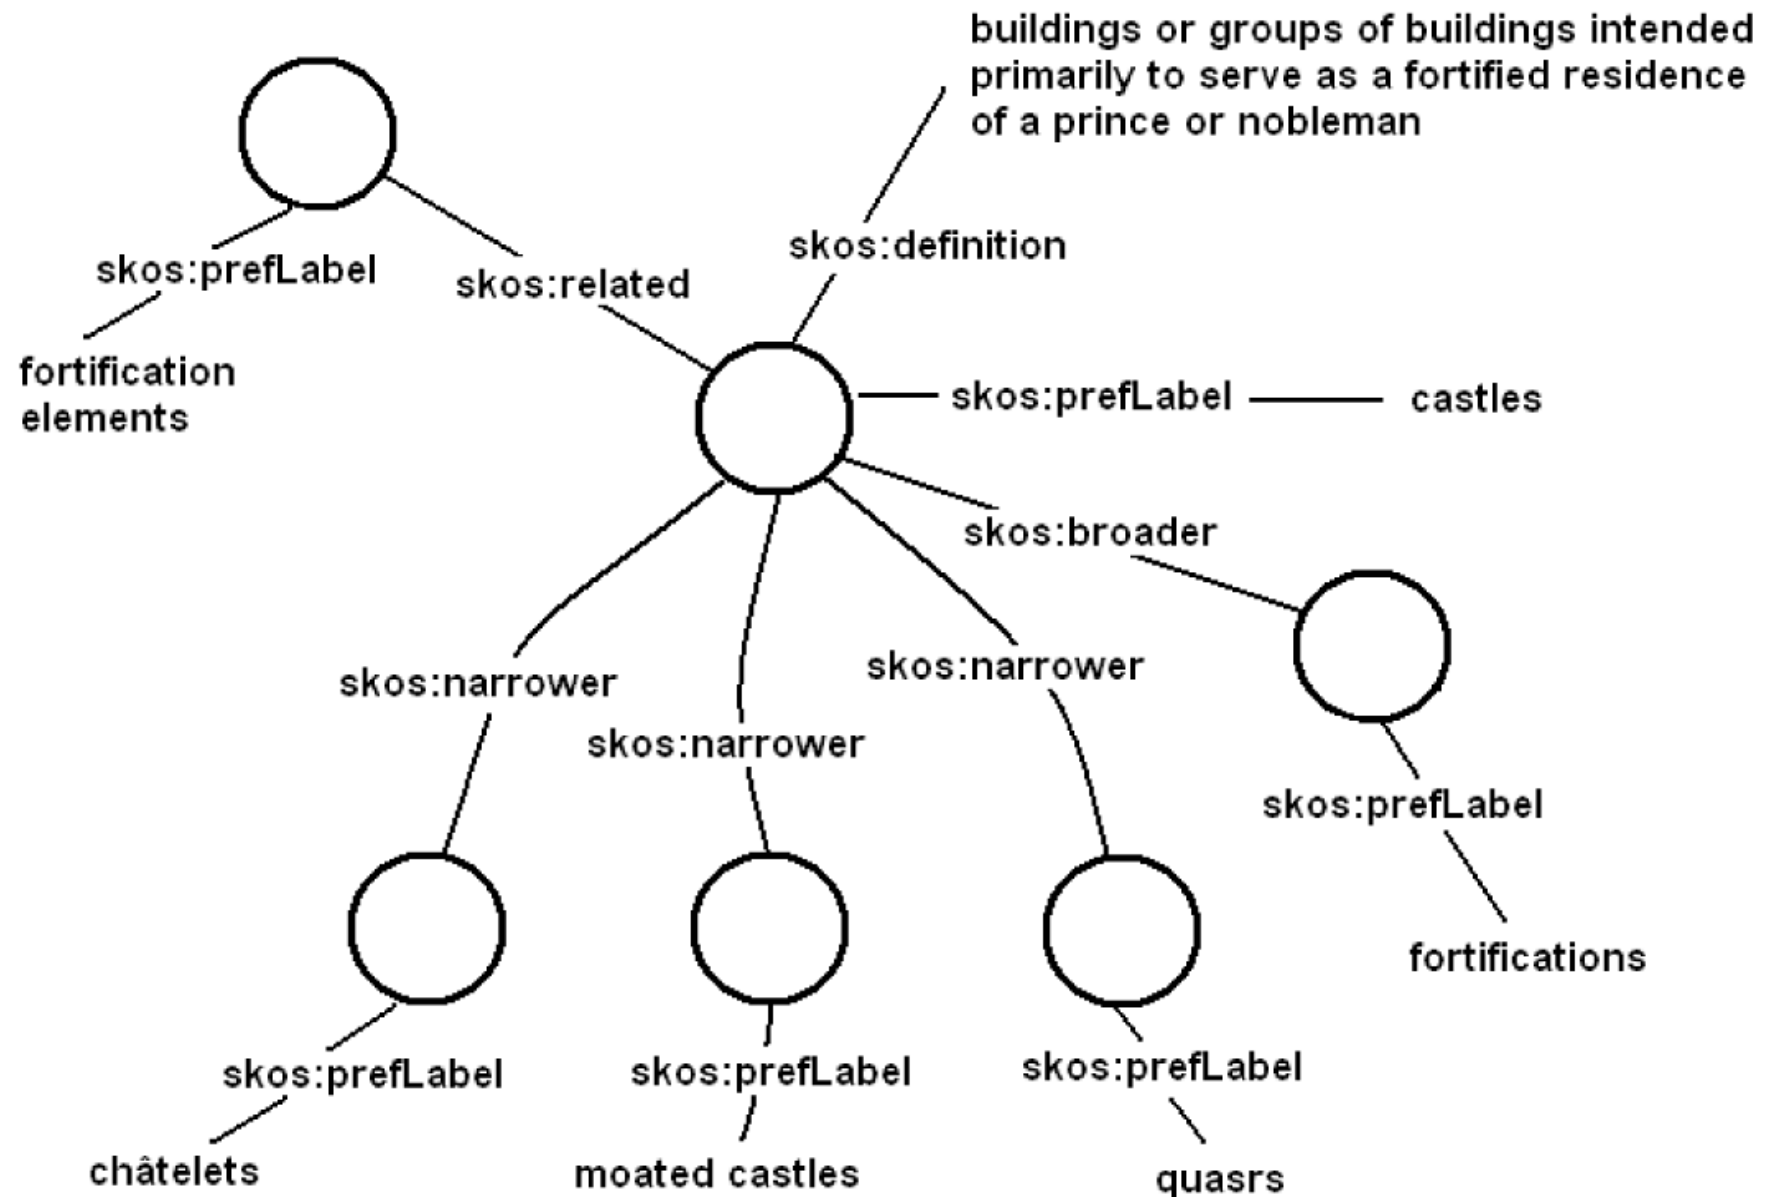 buildings or groups of buildings intended
primarily to serve as a fortified residence
of a prince or nobleman
skos:definition
skos:prefLabel
skos:related
fortification
elements
skos:prefLabel
castles
skos:broader
skos:narrower
skos:narrower
skos:narrower
skos:prefLabel
fortifications
skos:prefLabel
skos:prefLabel
skos:prefLabel
châtelets
moated castles
quasrs